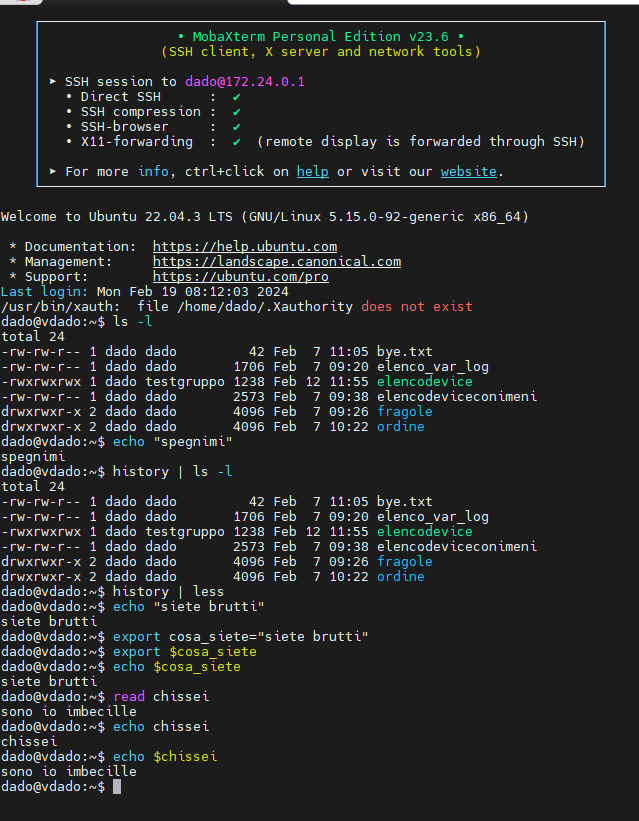 • MobaXterm Personal Edition v23.6 •
(SSH client, X server and network tools)
➤ SSH session to dado@172.24.0.1
• Direct SSH : ✔
• SSH compression : ✔
• SSH-browser : ✔
• X11-forwarding : ✔ (remote display is forwarded through SSH)
➤ For more info, ctrl+click on help or visit our website.
Welcome to Ubuntu 22.04.3 LTS (GNU/Linux 5.15.0-92-generic x86_64)
* Documentation: https://help.ubuntu.com
* Management: https://landscape.canonical.com
* Support: https://ubuntu.com/pro
Last login: Mon Feb 19 08:12:03 2024
/usr/bin/xauth: file /home/dado/.Xauthority does not exist
dado@vdado:~$ ls -l
total 24
-rw-rw-r-- 1 dado dado 42 Feb 7 11:05 bye.txt
-rw-rw-r-- 1 dado dado 1706 Feb 7 09:20 elenco_var_log
-rwxrwxrwx 1 dado testgruppo 1238 Feb 12 11:55 elencodevice
-rw-rw-r-- 1 dado dado 2573 Feb 7 09:38 elencodeviceconimeni
drwxrwxr-x 2 dado dado 4096 Feb 7 09:26 fragole
drwxrwxr-x 2 dado dado 4096 Feb 7 10:22 ordine
dado@vdado:~$ echo "spegnimi"
spegnimi
dado@vdado:~$ history | ls -l
total 24
-rw-rw-r-- 1 dado dado 42 Feb 7 11:05 bye.txt
-rw-rw-r-- 1 dado dado 1706 Feb 7 09:20 elenco_var_log
-rwxrwxrwx 1 dado testgruppo 1238 Feb 12 11:55 elencodevice
-rw-rw-r-- 1 dado dado 2573 Feb 7 09:38 elencodeviceconimeni
drwxrwxr-x 2 dado dado 4096 Feb 7 09:26 fragole
drwxrwxr-x 2 dado dado 4096 Feb 7 10:22 ordine
dado@vdado:~$ history | less
dado@vdado:~$ echo "siete brutti"
siete brutti
dado@vdado:~$ export cosa_siete="siete brutti"
dado@vdado:~$ export $cosa_siete
dado@vdado:~$ echo $cosa_siete
siete brutti
dado@vdado:~$ read chissei
sono io imbecille
dado@vdado:~$ echo chissei
chissei
dado@vdado:~$ echo $chissei
sono io imbecille
dado@vdado:~$